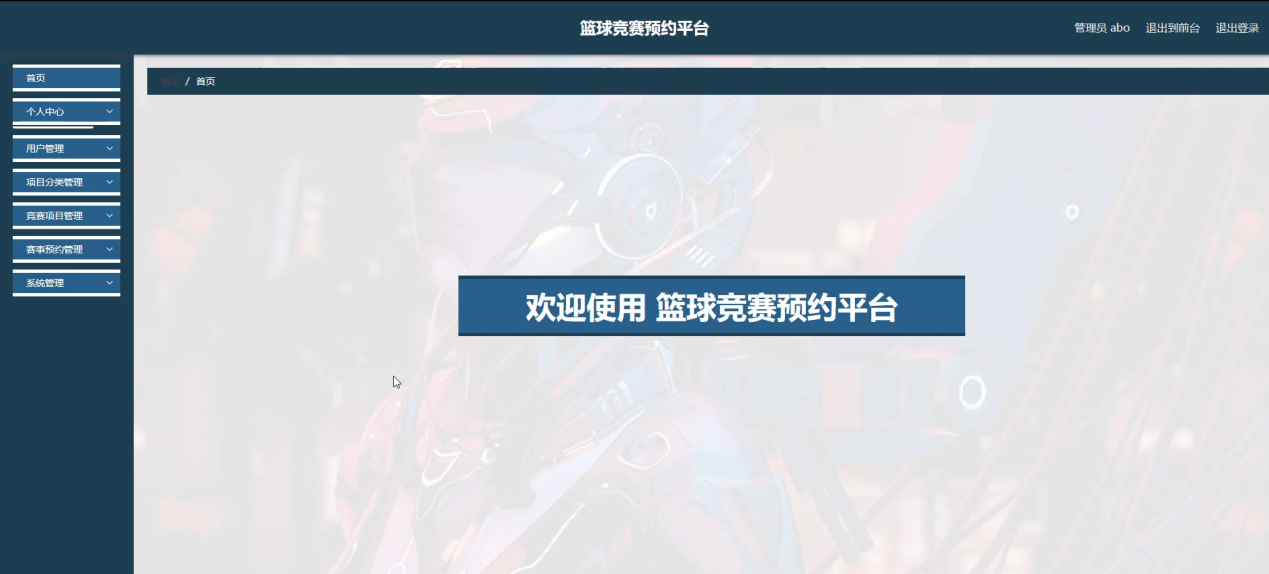 篮球竞赛预约平台
管理员 abo 退出到前台 退出登录
首页
首页 / 首页
个人中心
用户管理
项目分类管理
竞赛项目管理
赛事预约管理
系统管理
欢迎使用 篮球竞赛预约平台